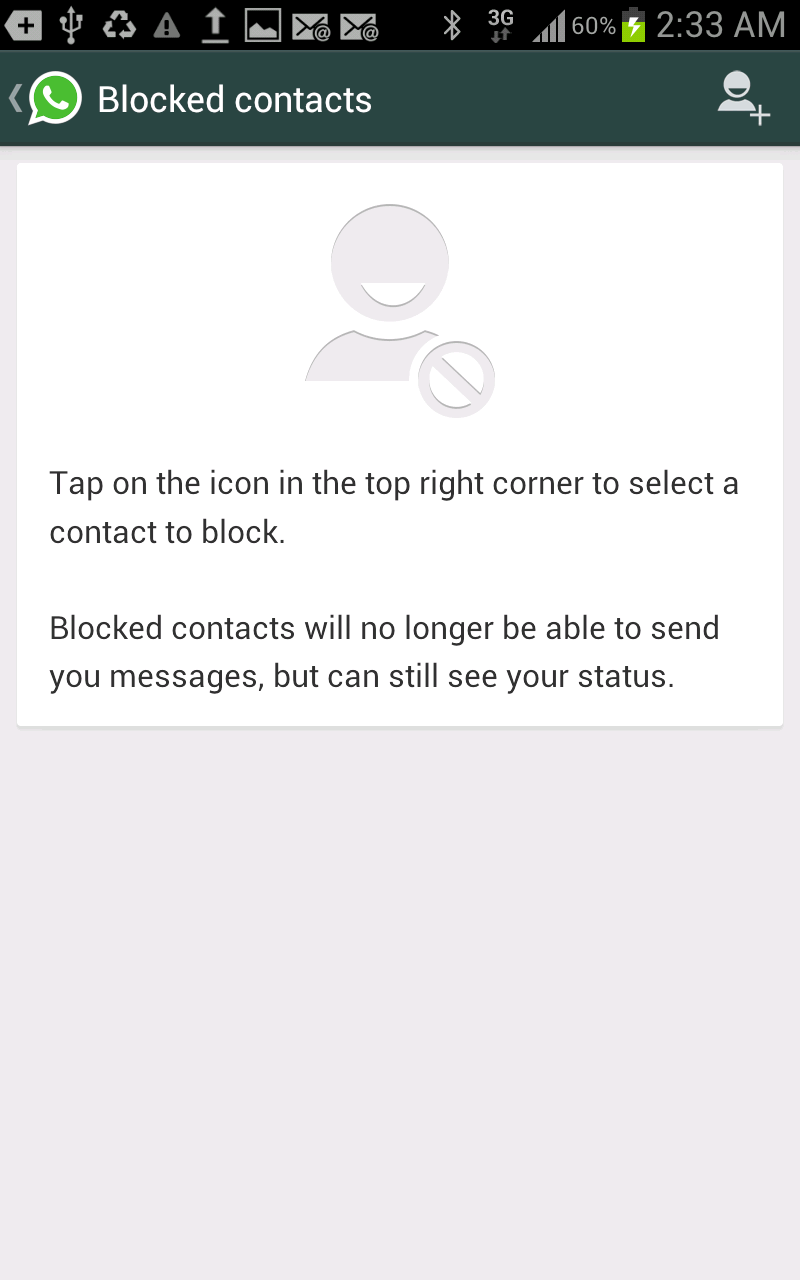 3G 60% 2:33 AM
Blocked contacts
Tap on the icon in the top right corner to select a
contact to block.
Blocked contacts will no longer be able to send
you messages, but can still see your status.